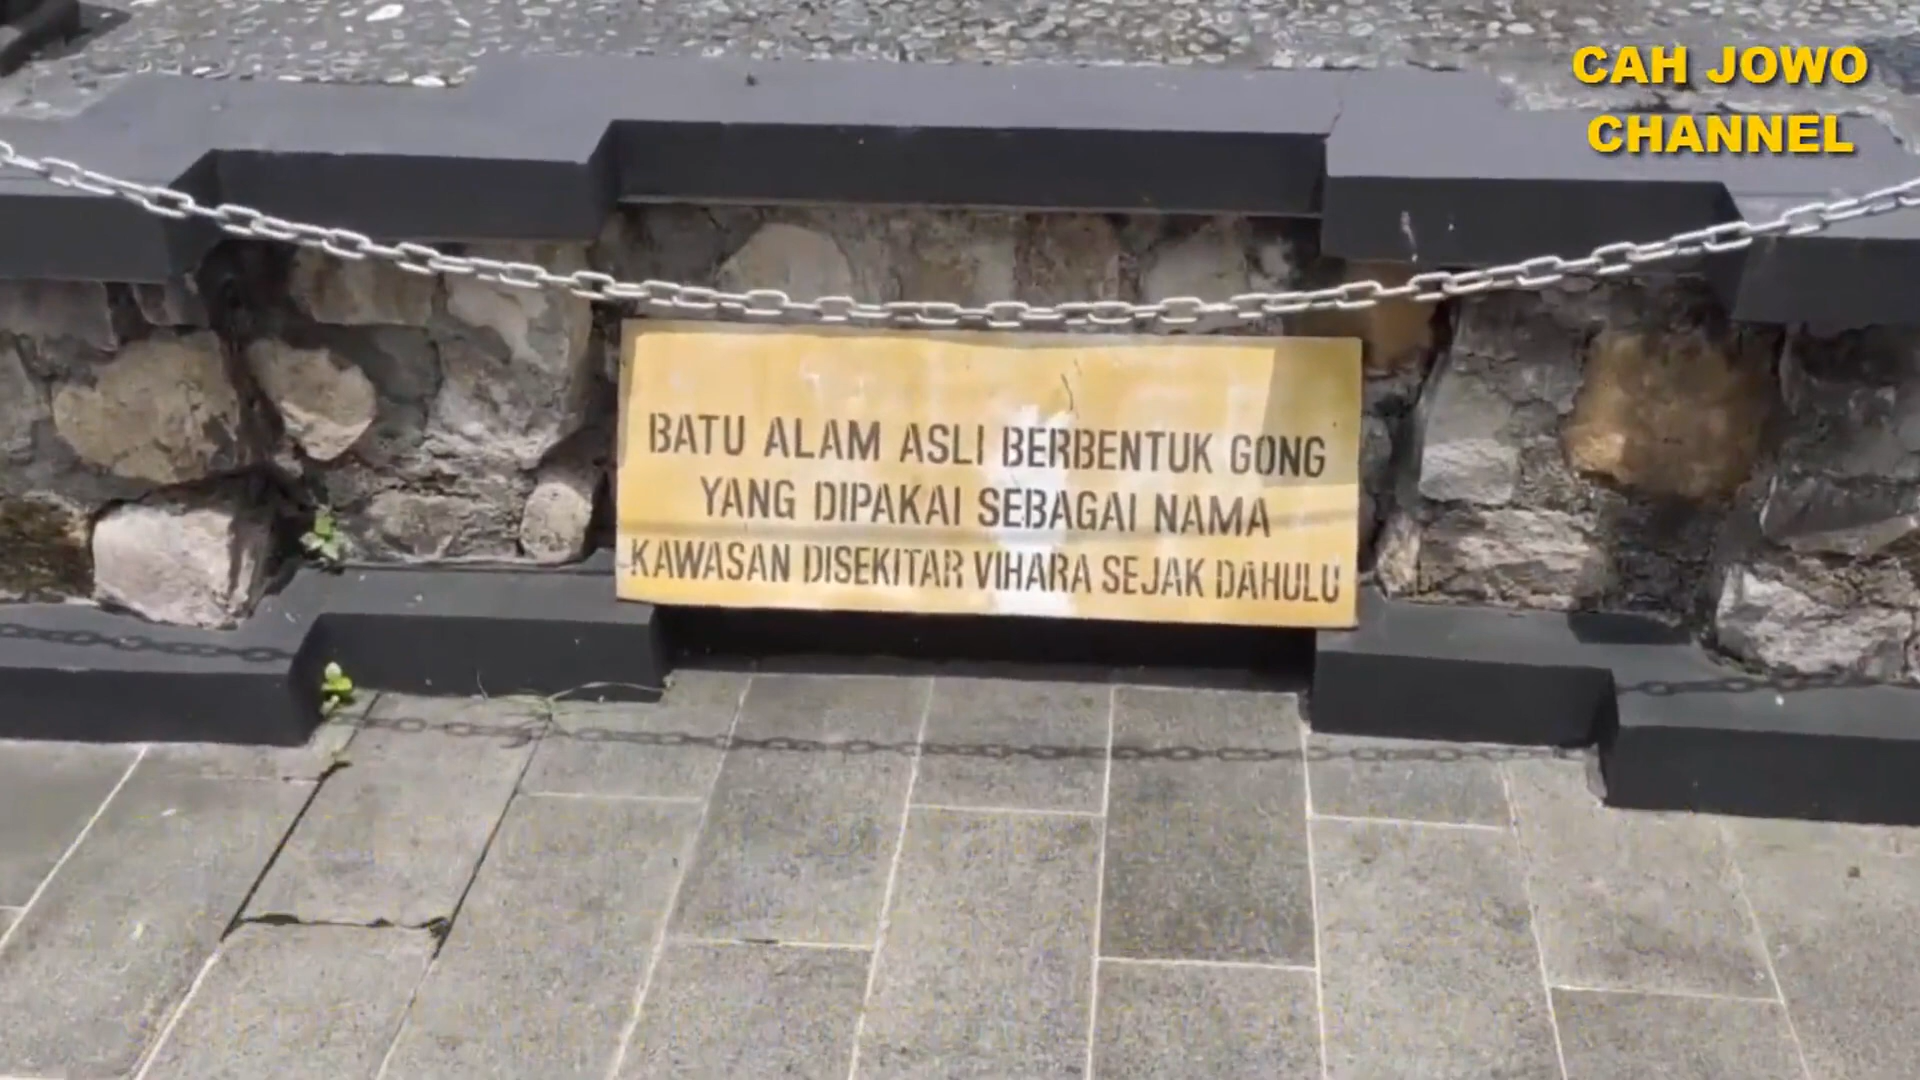 CAH JOWO
CHANNEL
BATU ALAM ASLI BERBENTUK GONG
YANG DIPAKAI SEBAGAI NAMA
KAWASAN DISEKITAR VIHARA SEJAK DAHULU